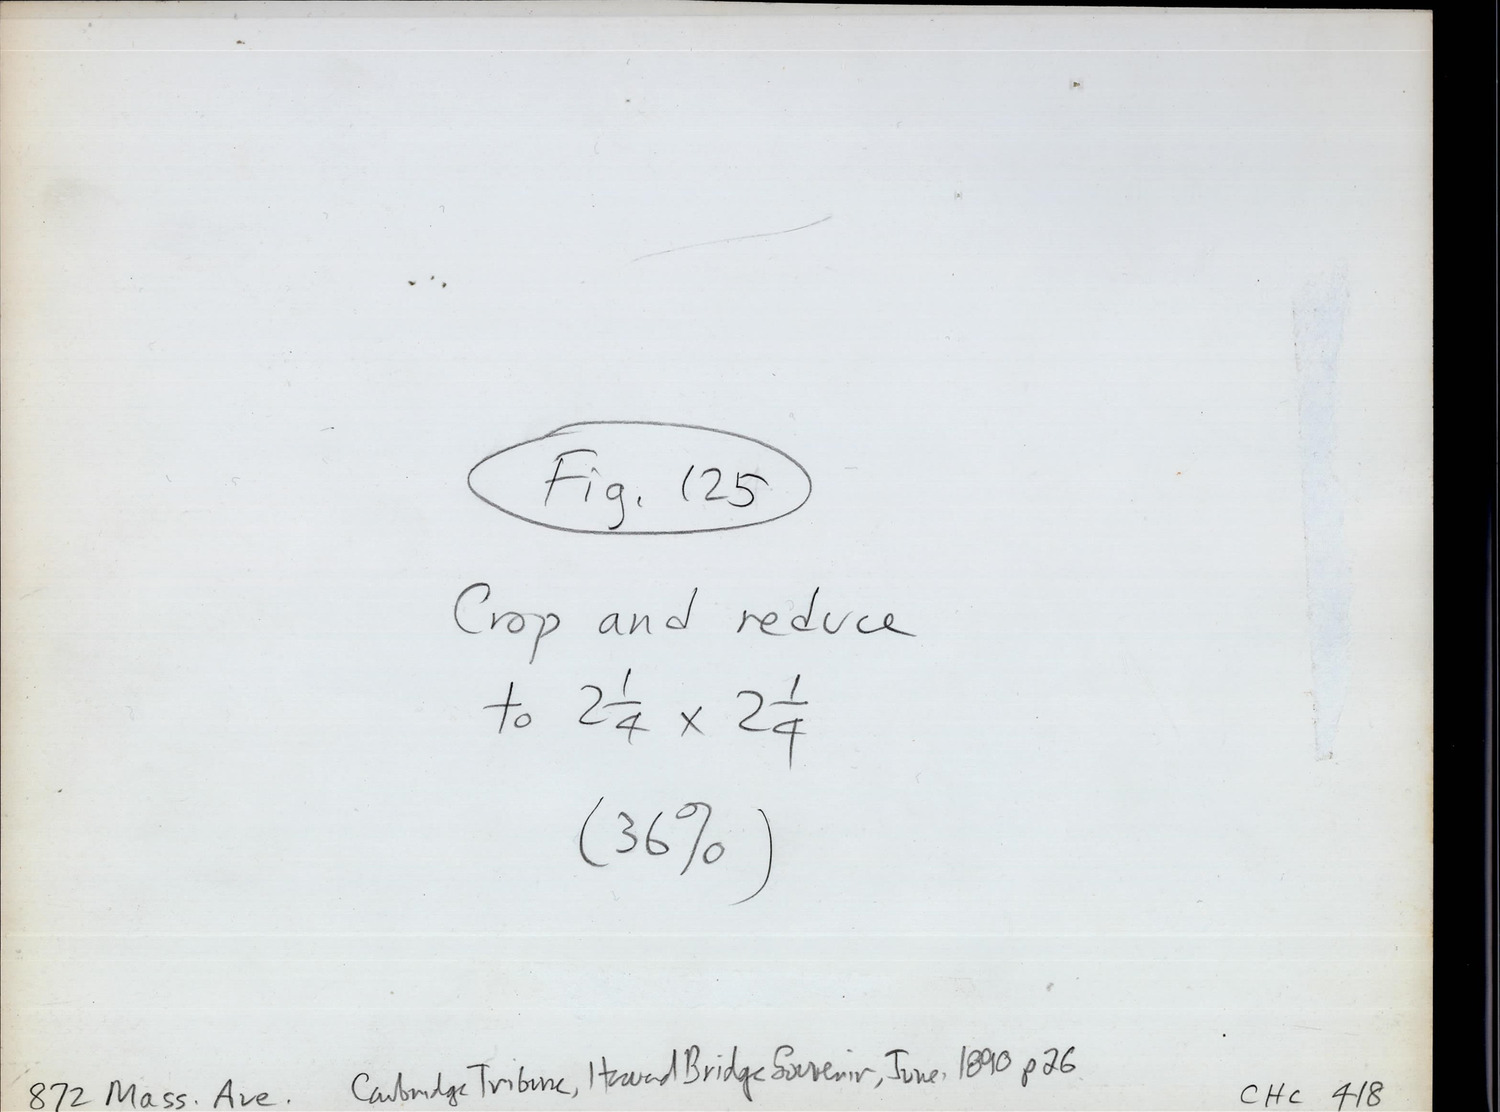 Fig. 125
Crop and reduce
to 2 1/4 x 2 1/4
(36%)
872 Mass. Ave. Cambridge Tribune, Harvard Bridge Souvenir, June. 1890 p 26 CHC 418